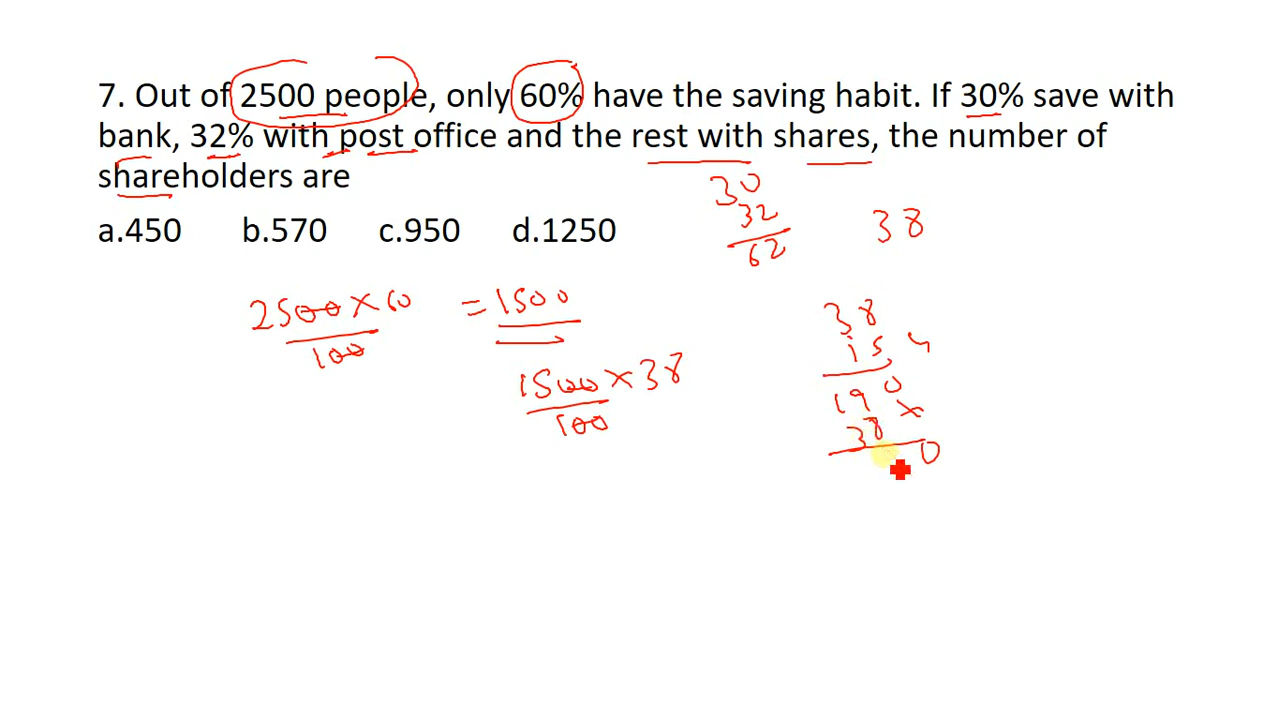 7. Out of 2500 people, only 60% have the saving habit. If 30% save with
bank, 32% with post office and the rest with shares, the number of
shareholders are
a.450 b.570 c.950 d.1250
30
32
62
38
2500 × 60
100
= 1500
1500 × 38
100
38
15 4
190
38 ×
0